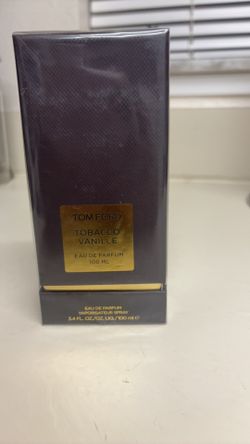 TOM FORD
TOBACCO
VANILLE
EAU DE PARFUM
100 ML
EAU DE PARFUM
VAPORISATEUR SPRAY
3.4 FL. OZ/OZ. LIQ./100 ml ℮